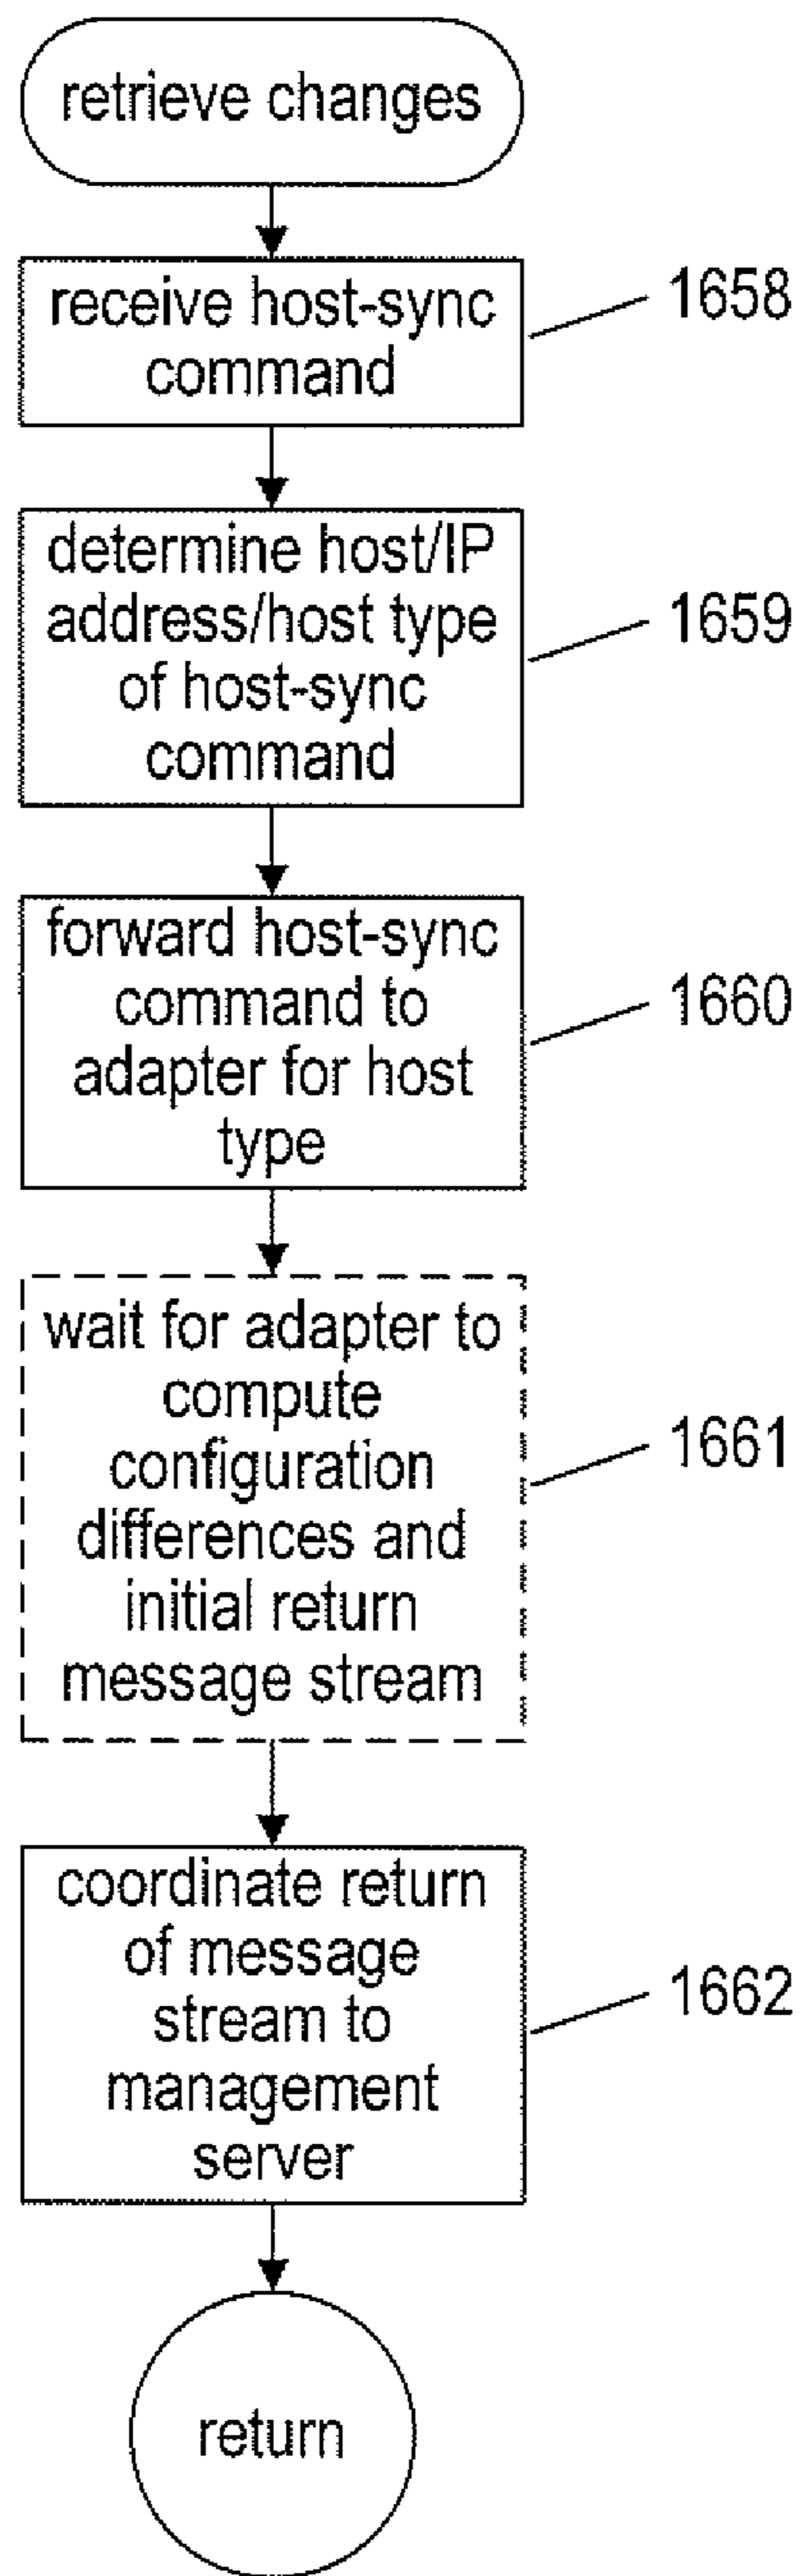 retrieve changes
receive host-sync
command
1658
determine host/IP
address/host type
of host-sync
command
1659
forward host-sync
command to
adapter for host
type
1660
wait for adapter to
compute
configuration
differences and
initial return
message stream
1661
coordinate return
of message
stream to
management
server
1662
return